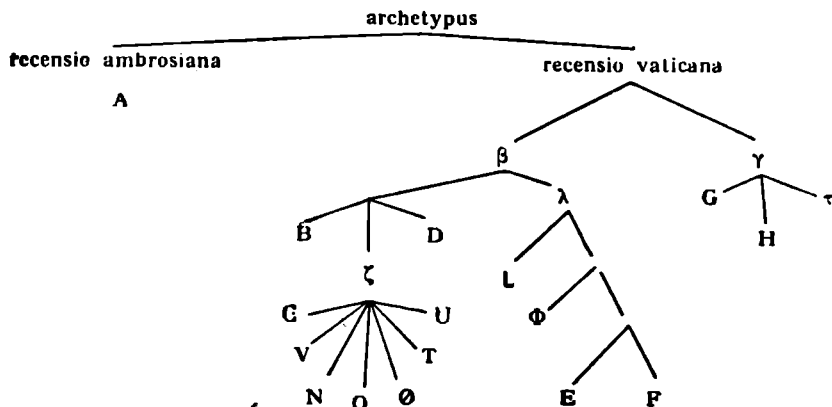 archetypus
recensio ambrosiana recensio vaticana
A
β γ
λ G τ
B D H
ζ L
C U Φ
V T
N O Ø E F